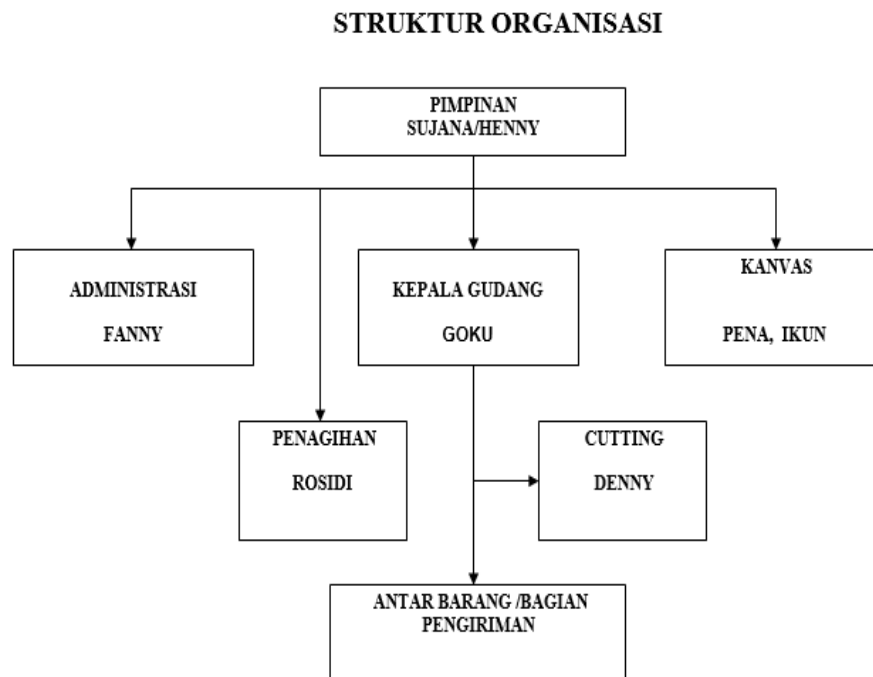 STRUKTUR ORGANISASI
PIMPINAN
SUJANA/HENNY
ADMINISTRASI
FANNY
KEPALA GUDANG
GOKU
KANVAS
PENA, IKUN
PENAGIHAN
ROSIDI
CUTTING
DENNY
ANTAR BARANG /BAGIAN
PENGIRIMAN